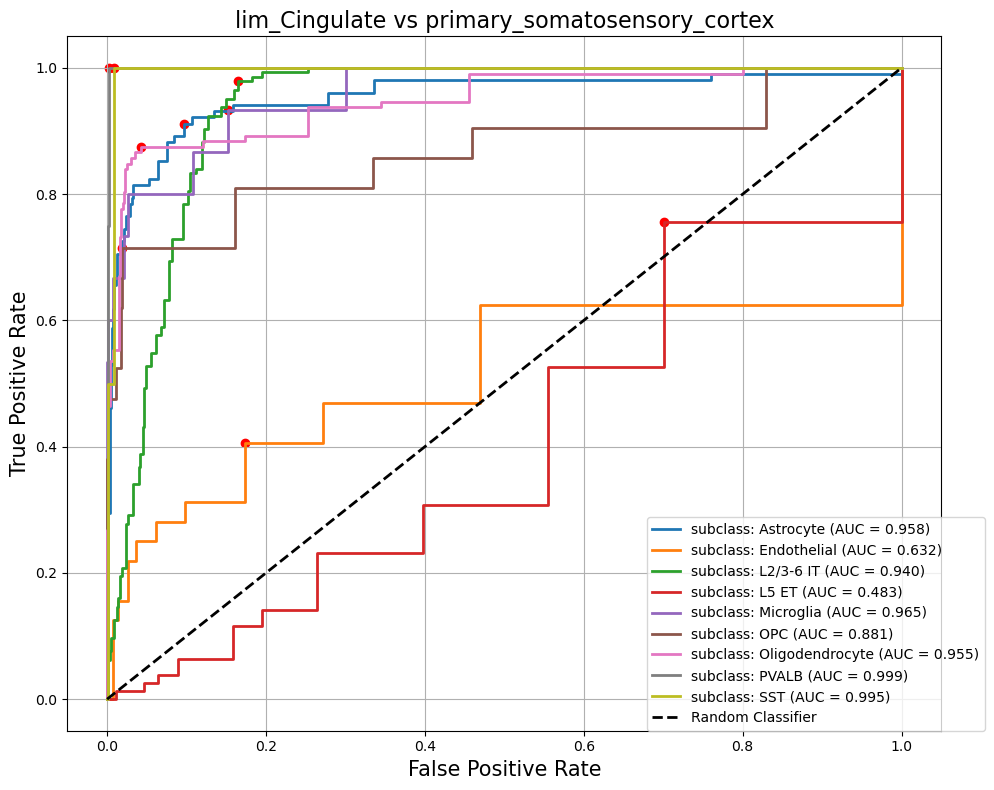 lim_Cingulate vs primary_somatosensory_cortex
True Positive Rate
1.0
0.8
0.6
0.4
0.2
0.0
0.0 0.2 0.4 0.6 0.8 1.0
False Positive Rate
subclass: Astrocyte (AUC = 0.958)
subclass: Endothelial (AUC = 0.632)
subclass: L2/3-6 IT (AUC = 0.940)
subclass: L5 ET (AUC = 0.483)
subclass: Microglia (AUC = 0.965)
subclass: OPC (AUC = 0.881)
subclass: Oligodendrocyte (AUC = 0.955)
subclass: PVALB (AUC = 0.999)
subclass: SST (AUC = 0.995)
Random Classifier